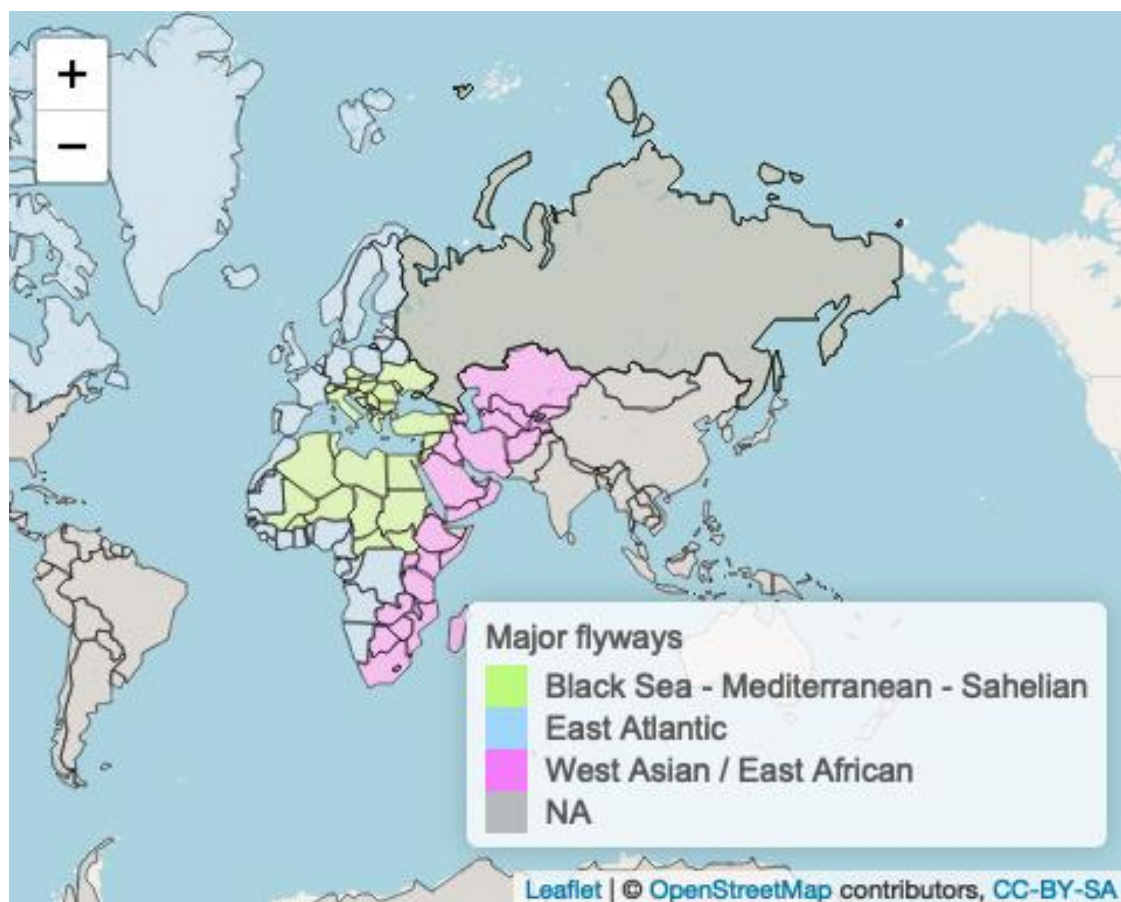 +
−
Major flyways
Black Sea - Mediterranean - Sahelian
East Atlantic
West Asian / East African
NA
Leaflet | © OpenStreetMap contributors, CC-BY-SA